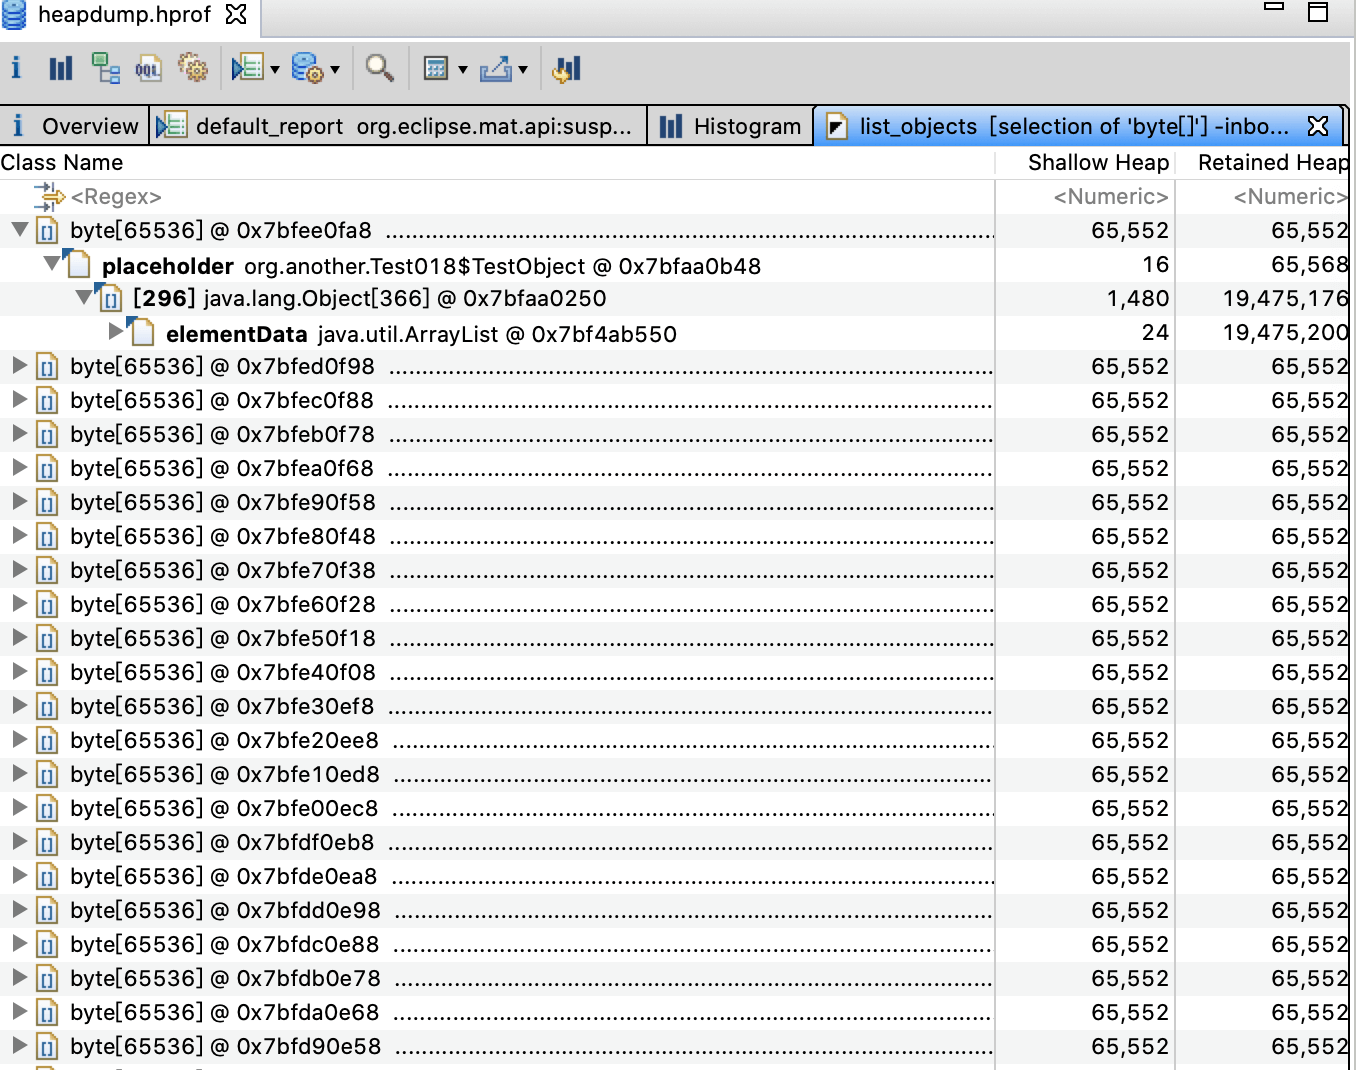 heapdump.hprof
i OQL
i Overview default_report org.eclipse.mat.api:susp... Histogram list_objects [selection of 'byte[]'] -inbo...
Class Name Shallow Heap Retained Heap
<Regex> <Numeric> <Numeric>
byte[65536] @ 0x7bfee0fa8 65,552 65,552
placeholder org.another.Test018$TestObject @ 0x7bfaa0b48 16 65,568
[296] java.lang.Object[366] @ 0x7bfaa0250 1,480 19,475,176
elementData java.util.ArrayList @ 0x7bf4ab550 24 19,475,200
byte[65536] @ 0x7bfed0f98 65,552 65,552
byte[65536] @ 0x7bfec0f88 65,552 65,552
byte[65536] @ 0x7bfeb0f78 65,552 65,552
byte[65536] @ 0x7bfea0f68 65,552 65,552
byte[65536] @ 0x7bfe90f58 65,552 65,552
byte[65536] @ 0x7bfe80f48 65,552 65,552
byte[65536] @ 0x7bfe70f38 65,552 65,552
byte[65536] @ 0x7bfe60f28 65,552 65,552
byte[65536] @ 0x7bfe50f18 65,552 65,552
byte[65536] @ 0x7bfe40f08 65,552 65,552
byte[65536] @ 0x7bfe30ef8 65,552 65,552
byte[65536] @ 0x7bfe20ee8 65,552 65,552
byte[65536] @ 0x7bfe10ed8 65,552 65,552
byte[65536] @ 0x7bfe00ec8 65,552 65,552
byte[65536] @ 0x7bfdf0eb8 65,552 65,552
byte[65536] @ 0x7bfde0ea8 65,552 65,552
byte[65536] @ 0x7bfdd0e98 65,552 65,552
byte[65536] @ 0x7bfdc0e88 65,552 65,552
byte[65536] @ 0x7bfdb0e78 65,552 65,552
byte[65536] @ 0x7bfda0e68 65,552 65,552
byte[65536] @ 0x7bfd90e58 65,552 65,552